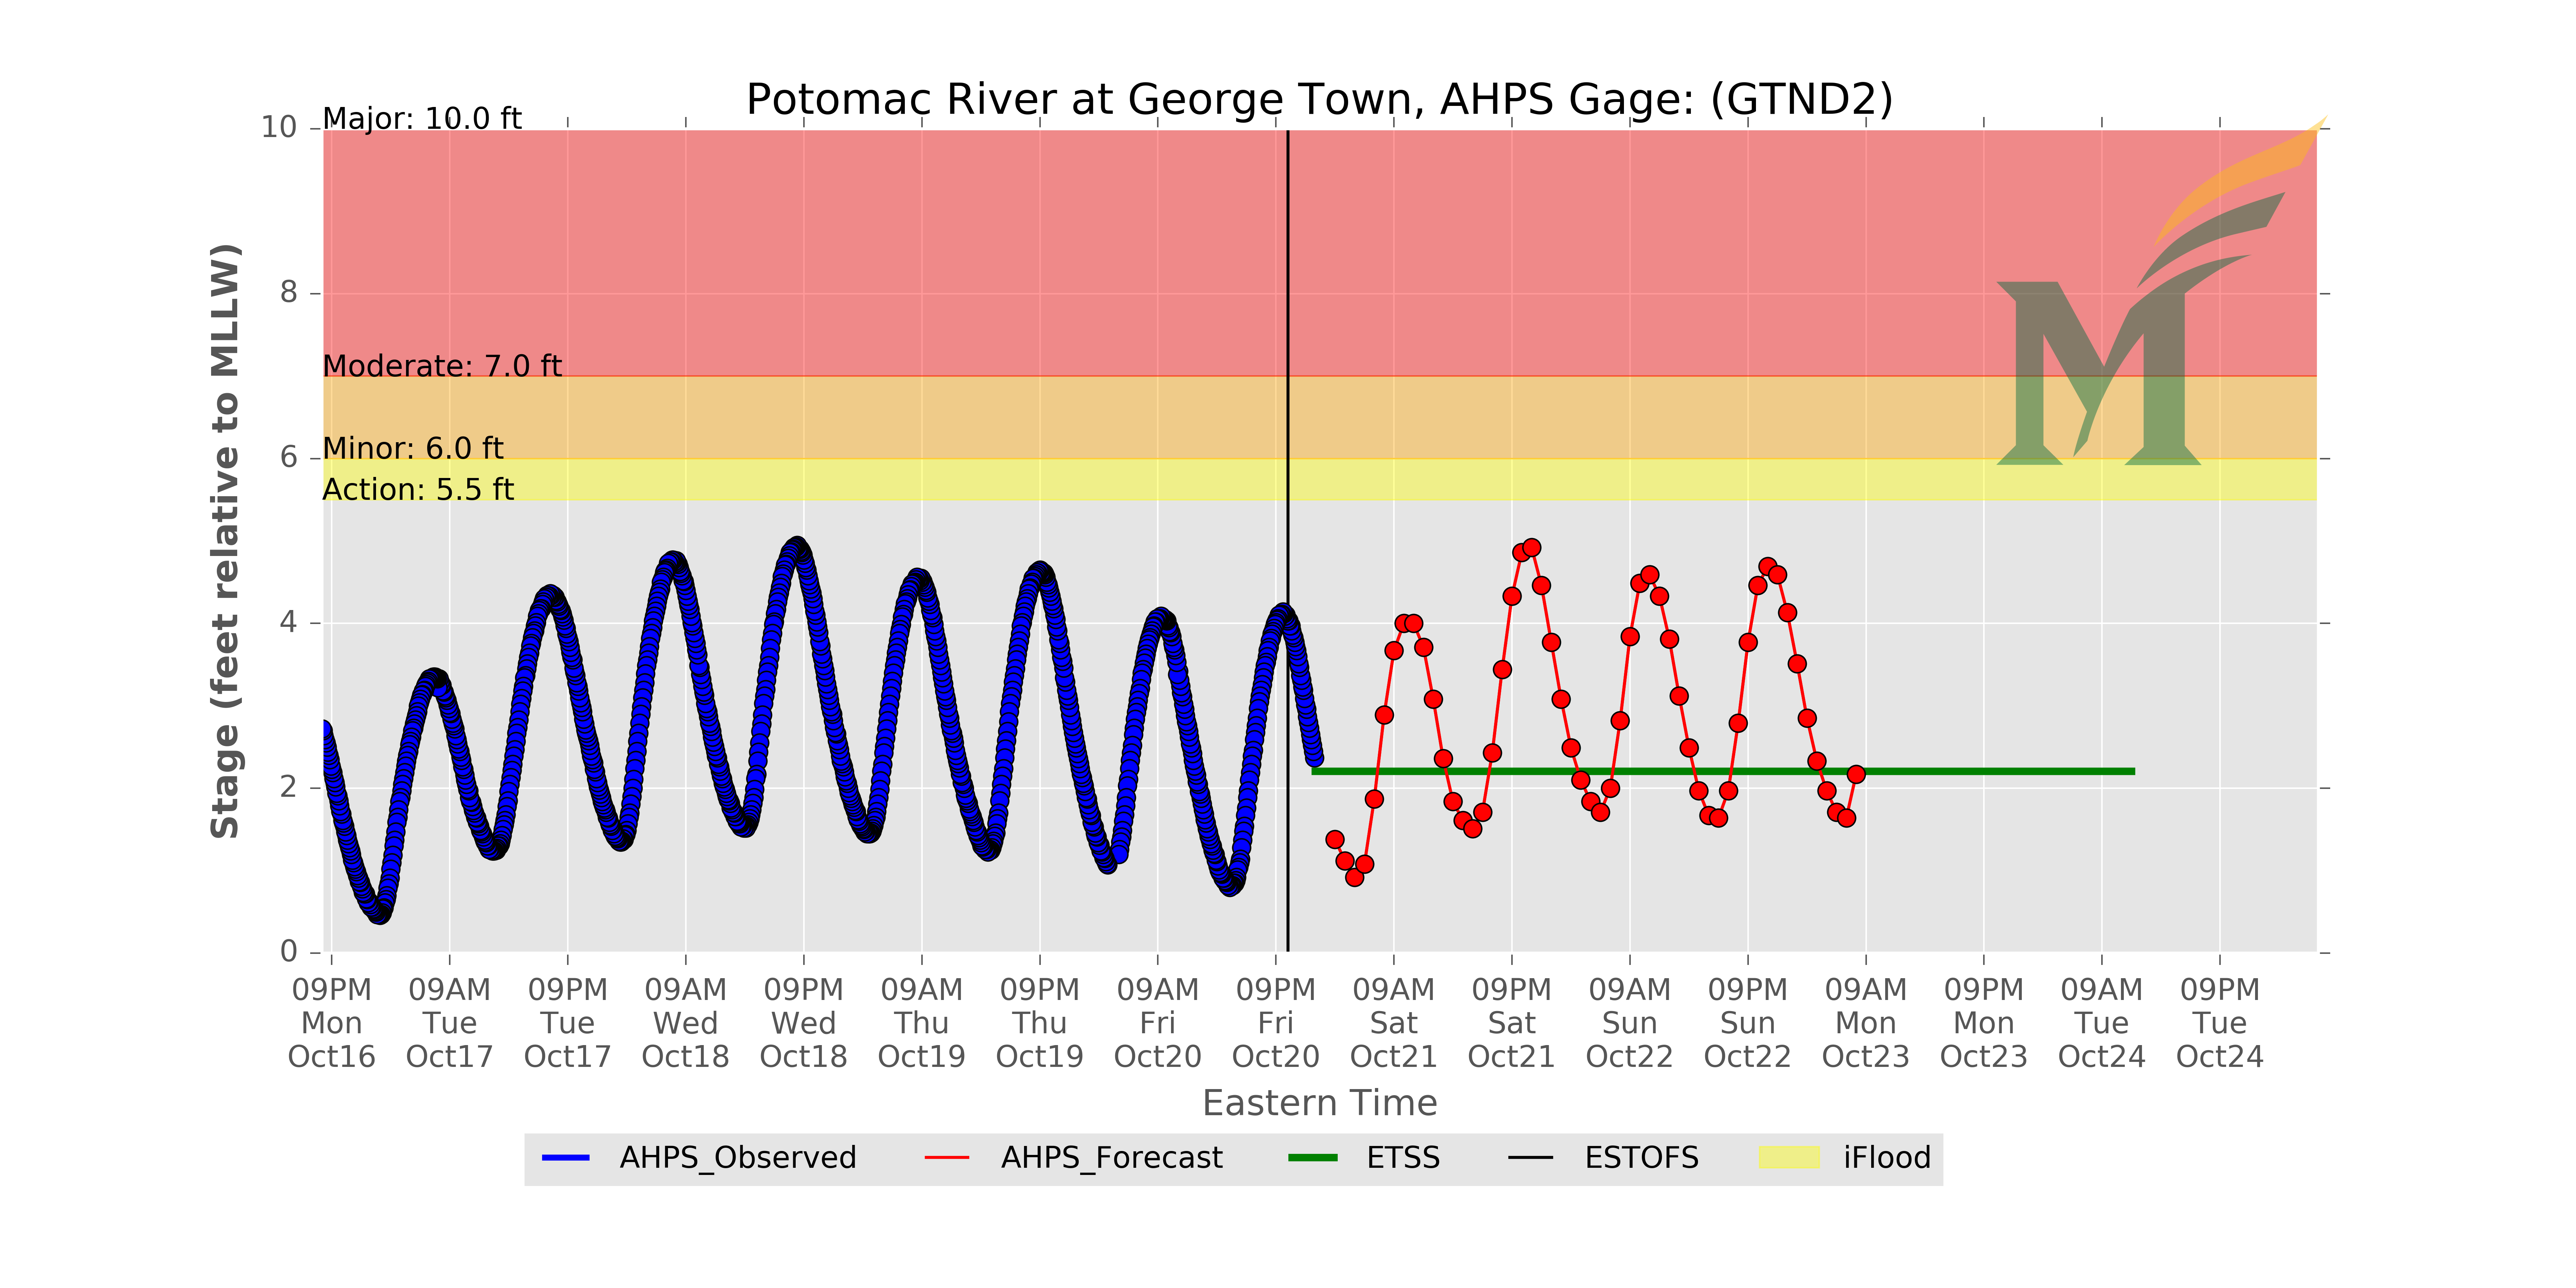 Potomac River at George Town, AHPS Gage: (GTND2)
Major: 10.0 ft
Moderate: 7.0 ft
Minor: 6.0 ft
Action: 5.5 ft
Stage (feet relative to MLLW)
10
8
6
4
2
0
09PM Mon Oct16
09AM Tue Oct17
09PM Tue Oct17
09AM Wed Oct18
09PM Wed Oct18
09AM Thu Oct19
09PM Thu Oct19
09AM Fri Oct20
09PM Fri Oct20
09AM Sat Oct21
09PM Sat Oct21
09AM Sun Oct22
09PM Sun Oct22
09AM Mon Oct23
09PM Mon Oct23
09AM Tue Oct24
09PM Tue Oct24
Eastern Time
AHPS_Observed AHPS_Forecast ETSS ESTOFS iFlood
M